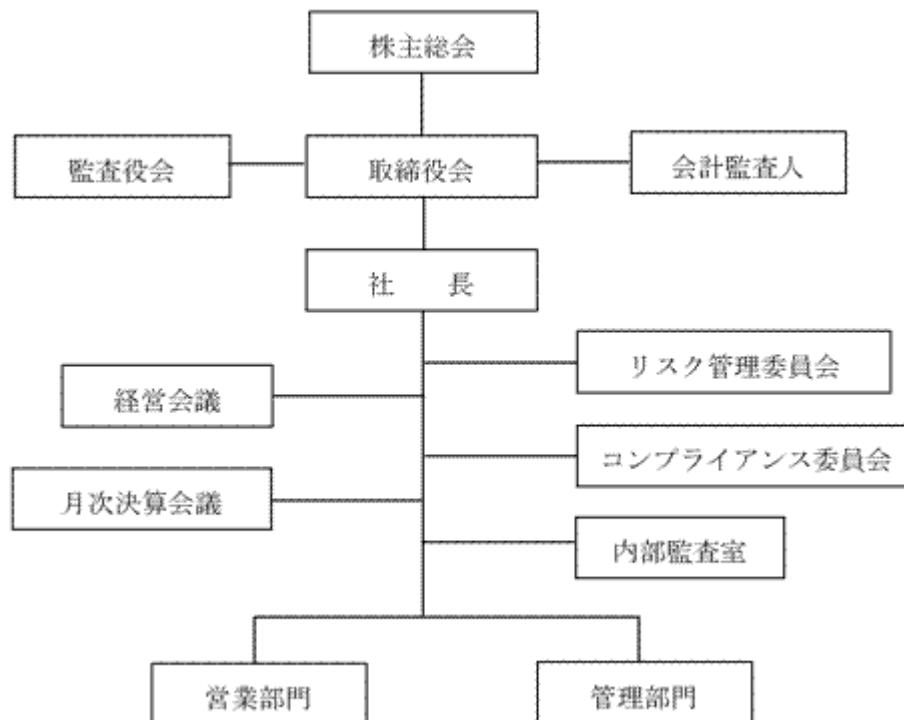 株主総会
監査役会
取締役会
会計監査人
社　　長
リスク管理委員会
経営会議
コンプライアンス委員会
月次決算会議
内部監査室
営業部門
管理部門